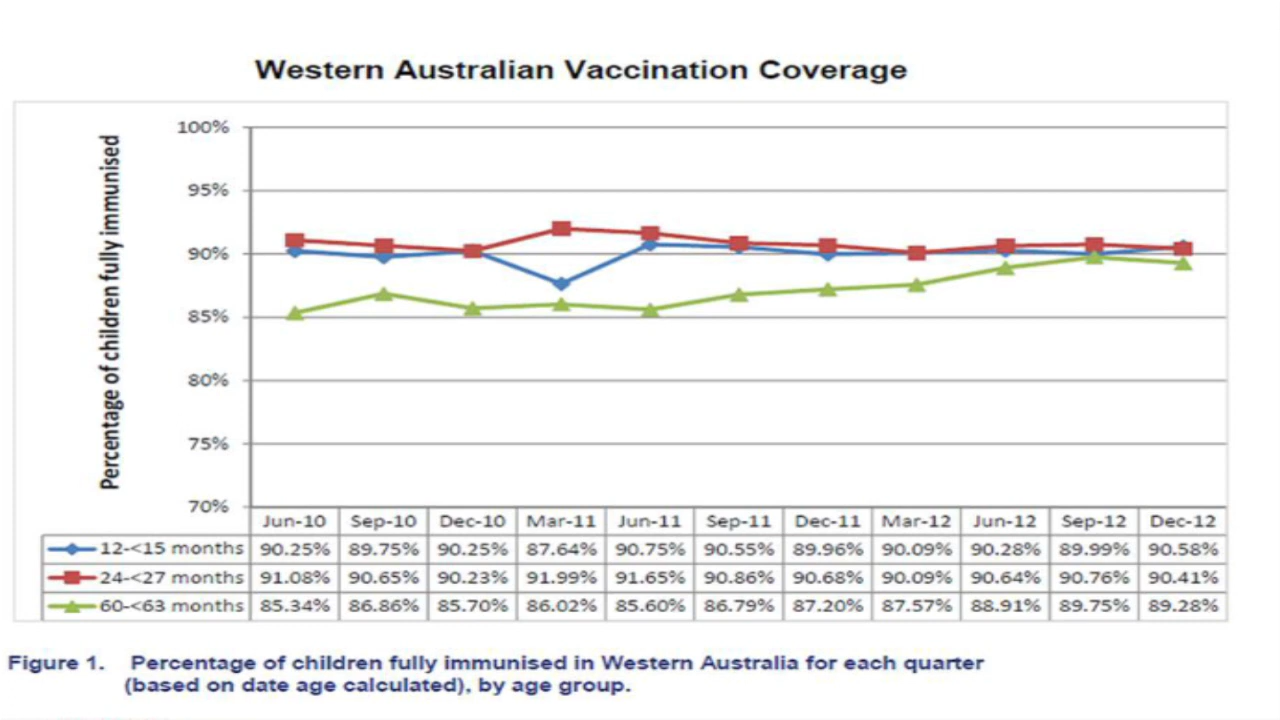 Western Australian Vaccination Coverage
Percentage of children fully immunised
100%
95%
90%
85%
80%
75%
70%
Jun-10 Sep-10 Dec-10 Mar-11 Jun-11 Sep-11 Dec-11 Mar-12 Jun-12 Sep-12 Dec-12
12-<15 months 90.25% 89.75% 90.25% 87.64% 90.75% 90.55% 89.96% 90.09% 90.28% 89.99% 90.58%
24-<27 months 91.08% 90.65% 90.23% 91.99% 91.65% 90.86% 90.68% 90.09% 90.64% 90.76% 90.41%
60-<63 months 85.34% 86.86% 85.70% 86.02% 85.60% 86.79% 87.20% 87.57% 88.91% 89.75% 89.28%
Figure 1. Percentage of children fully immunised in Western Australia for each quarter
(based on date age calculated), by age group.